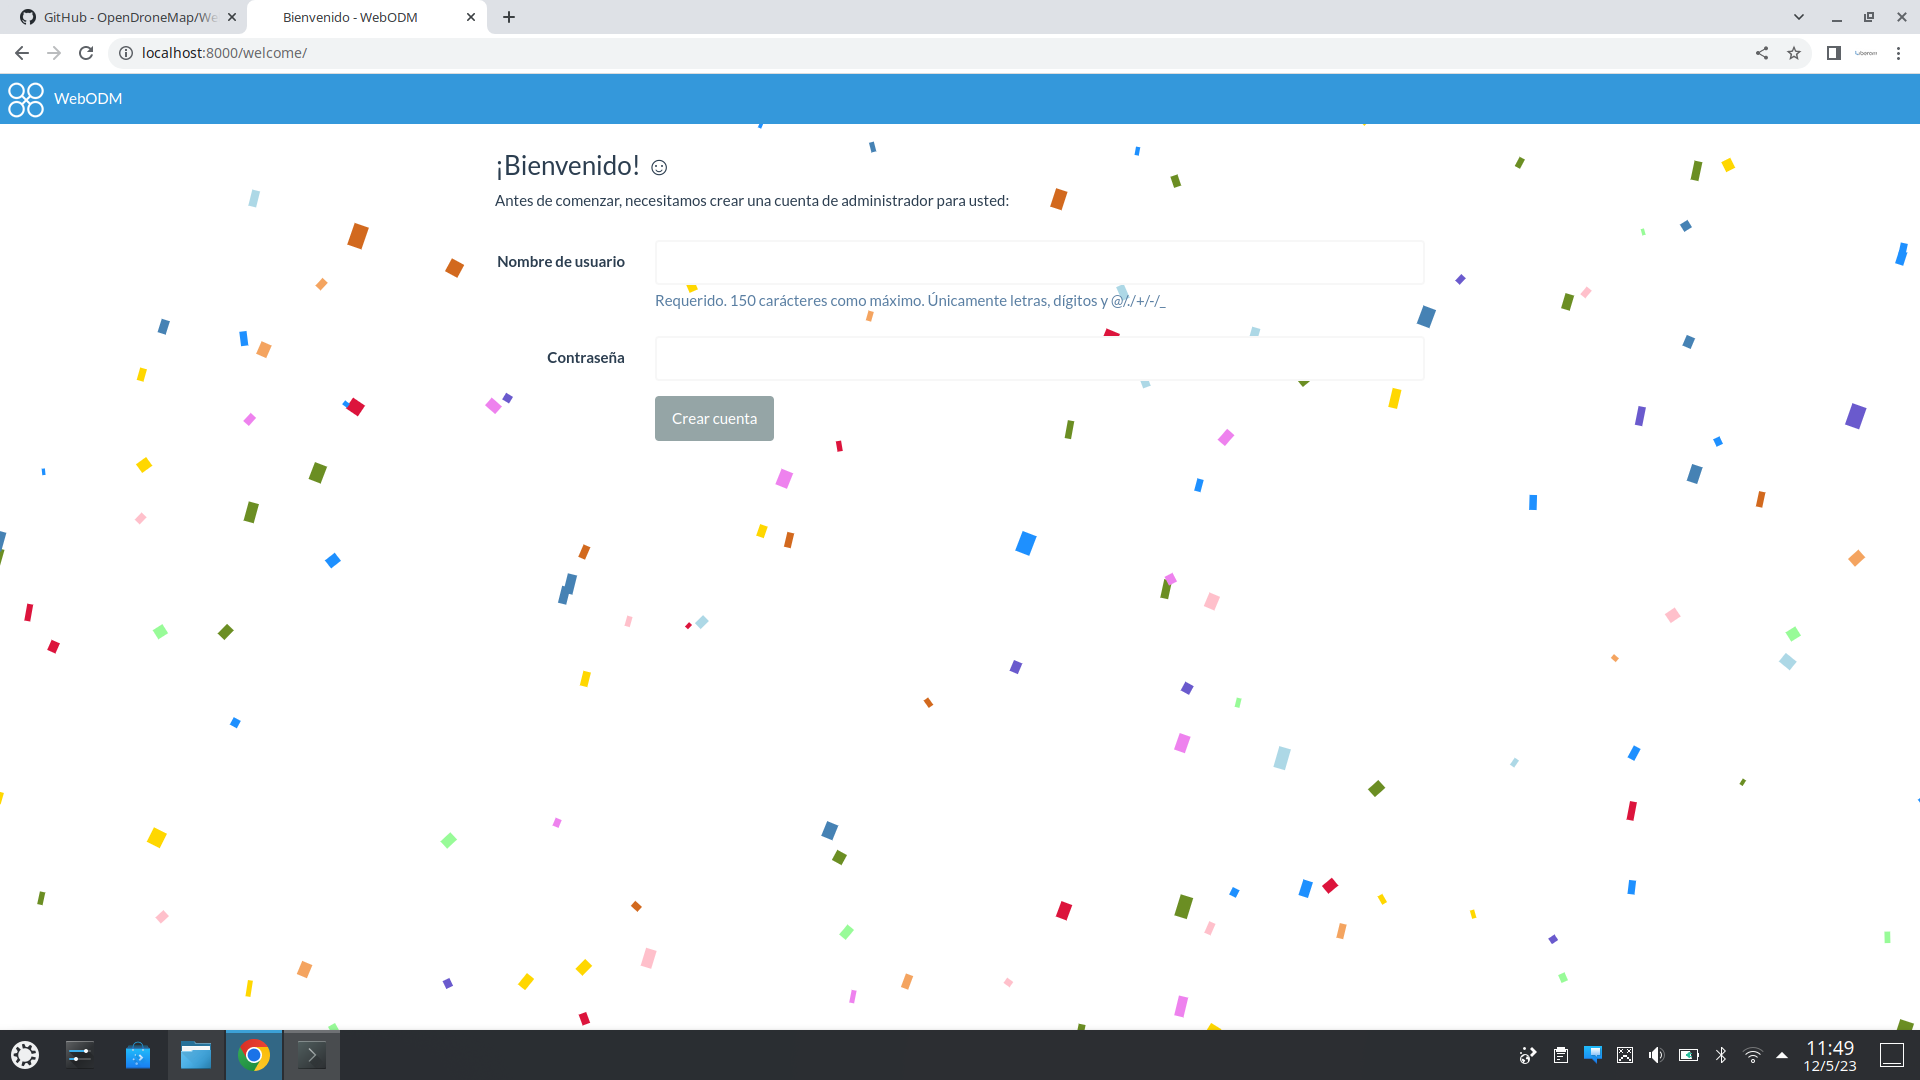 GitHub - OpenDroneMap/We
Bienvenido - WebODM
localhost:8000/welcome/
WebODM
¡Bienvenido! ☺
Antes de comenzar, necesitamos crear una cuenta de administrador para usted:
Nombre de usuario
Requerido. 150 carácteres como máximo. Únicamente letras, dígitos y @/./+/-/_
Contraseña
Crear cuenta
11:49
12/5/23